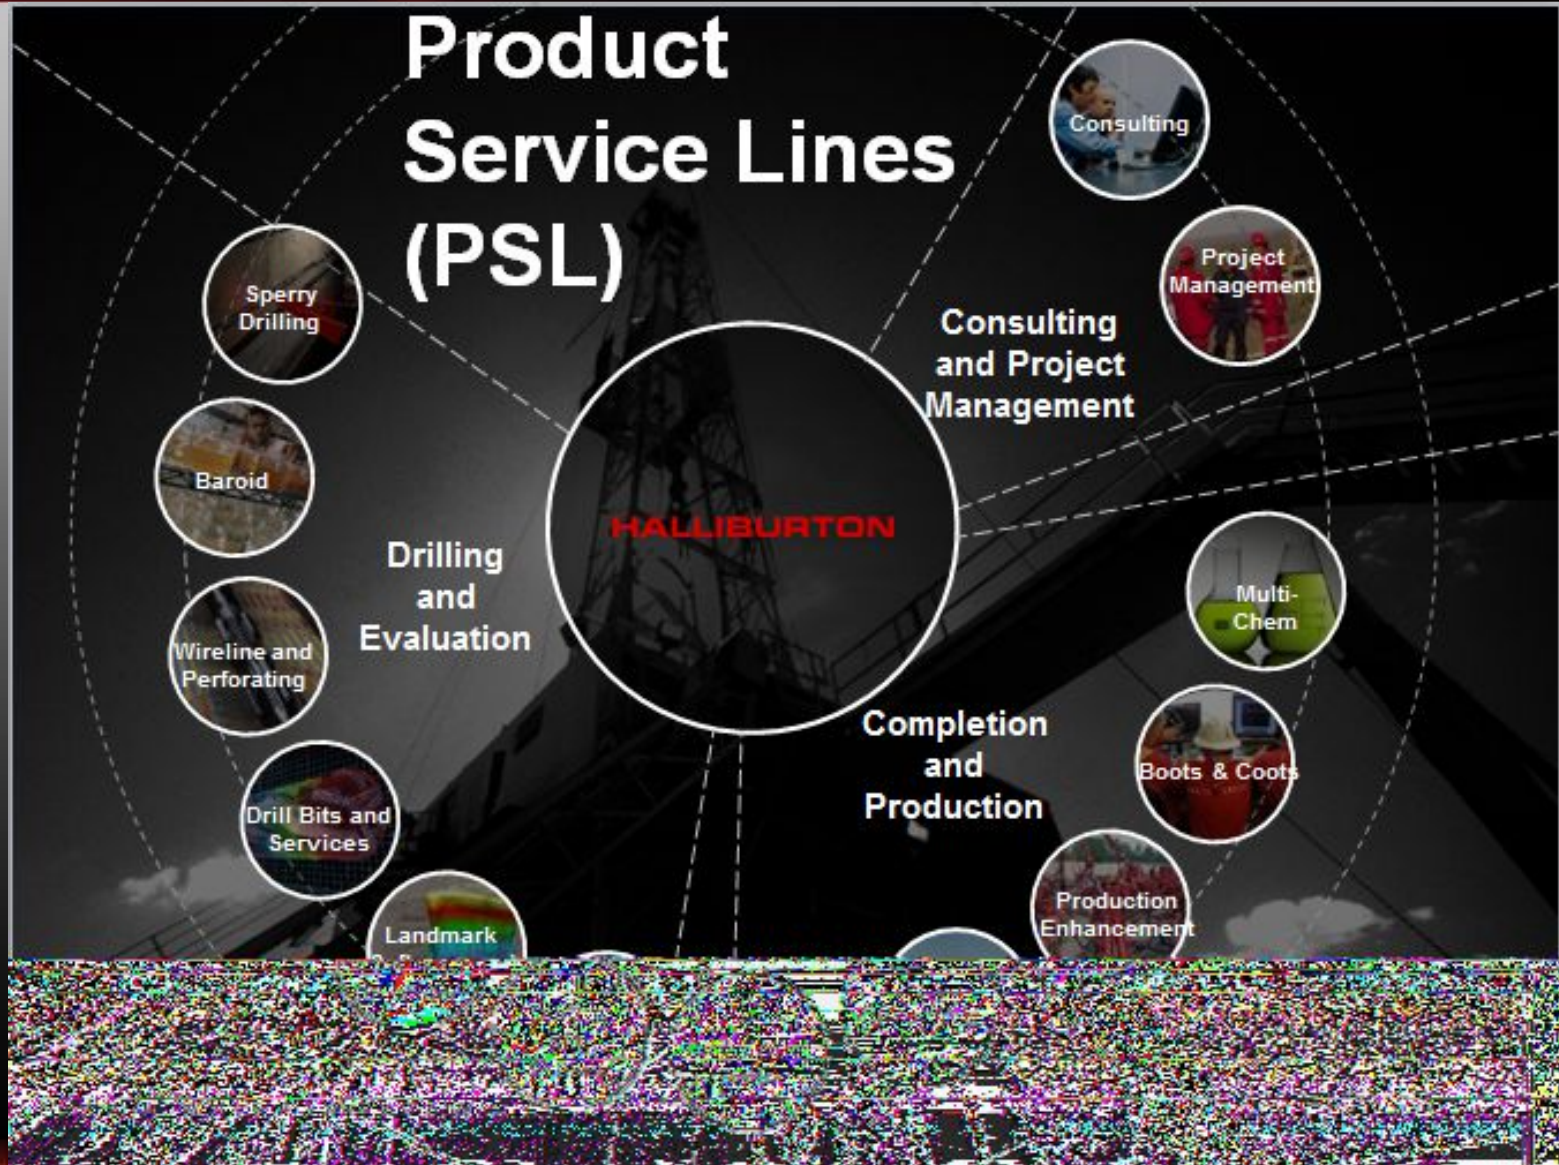 Product
Service Lines
(PSL)
Consulting
Project
Management
Consulting
and Project
Management
Sperry
Drilling
Baroid
Wireline and
Perforating
Drill Bits and
Services
Landmark
Drilling
and
Evaluation
HALLIBURTON
Multi-
Chem
Boots & Coots
Production
Enhancement
Completion
and
Production